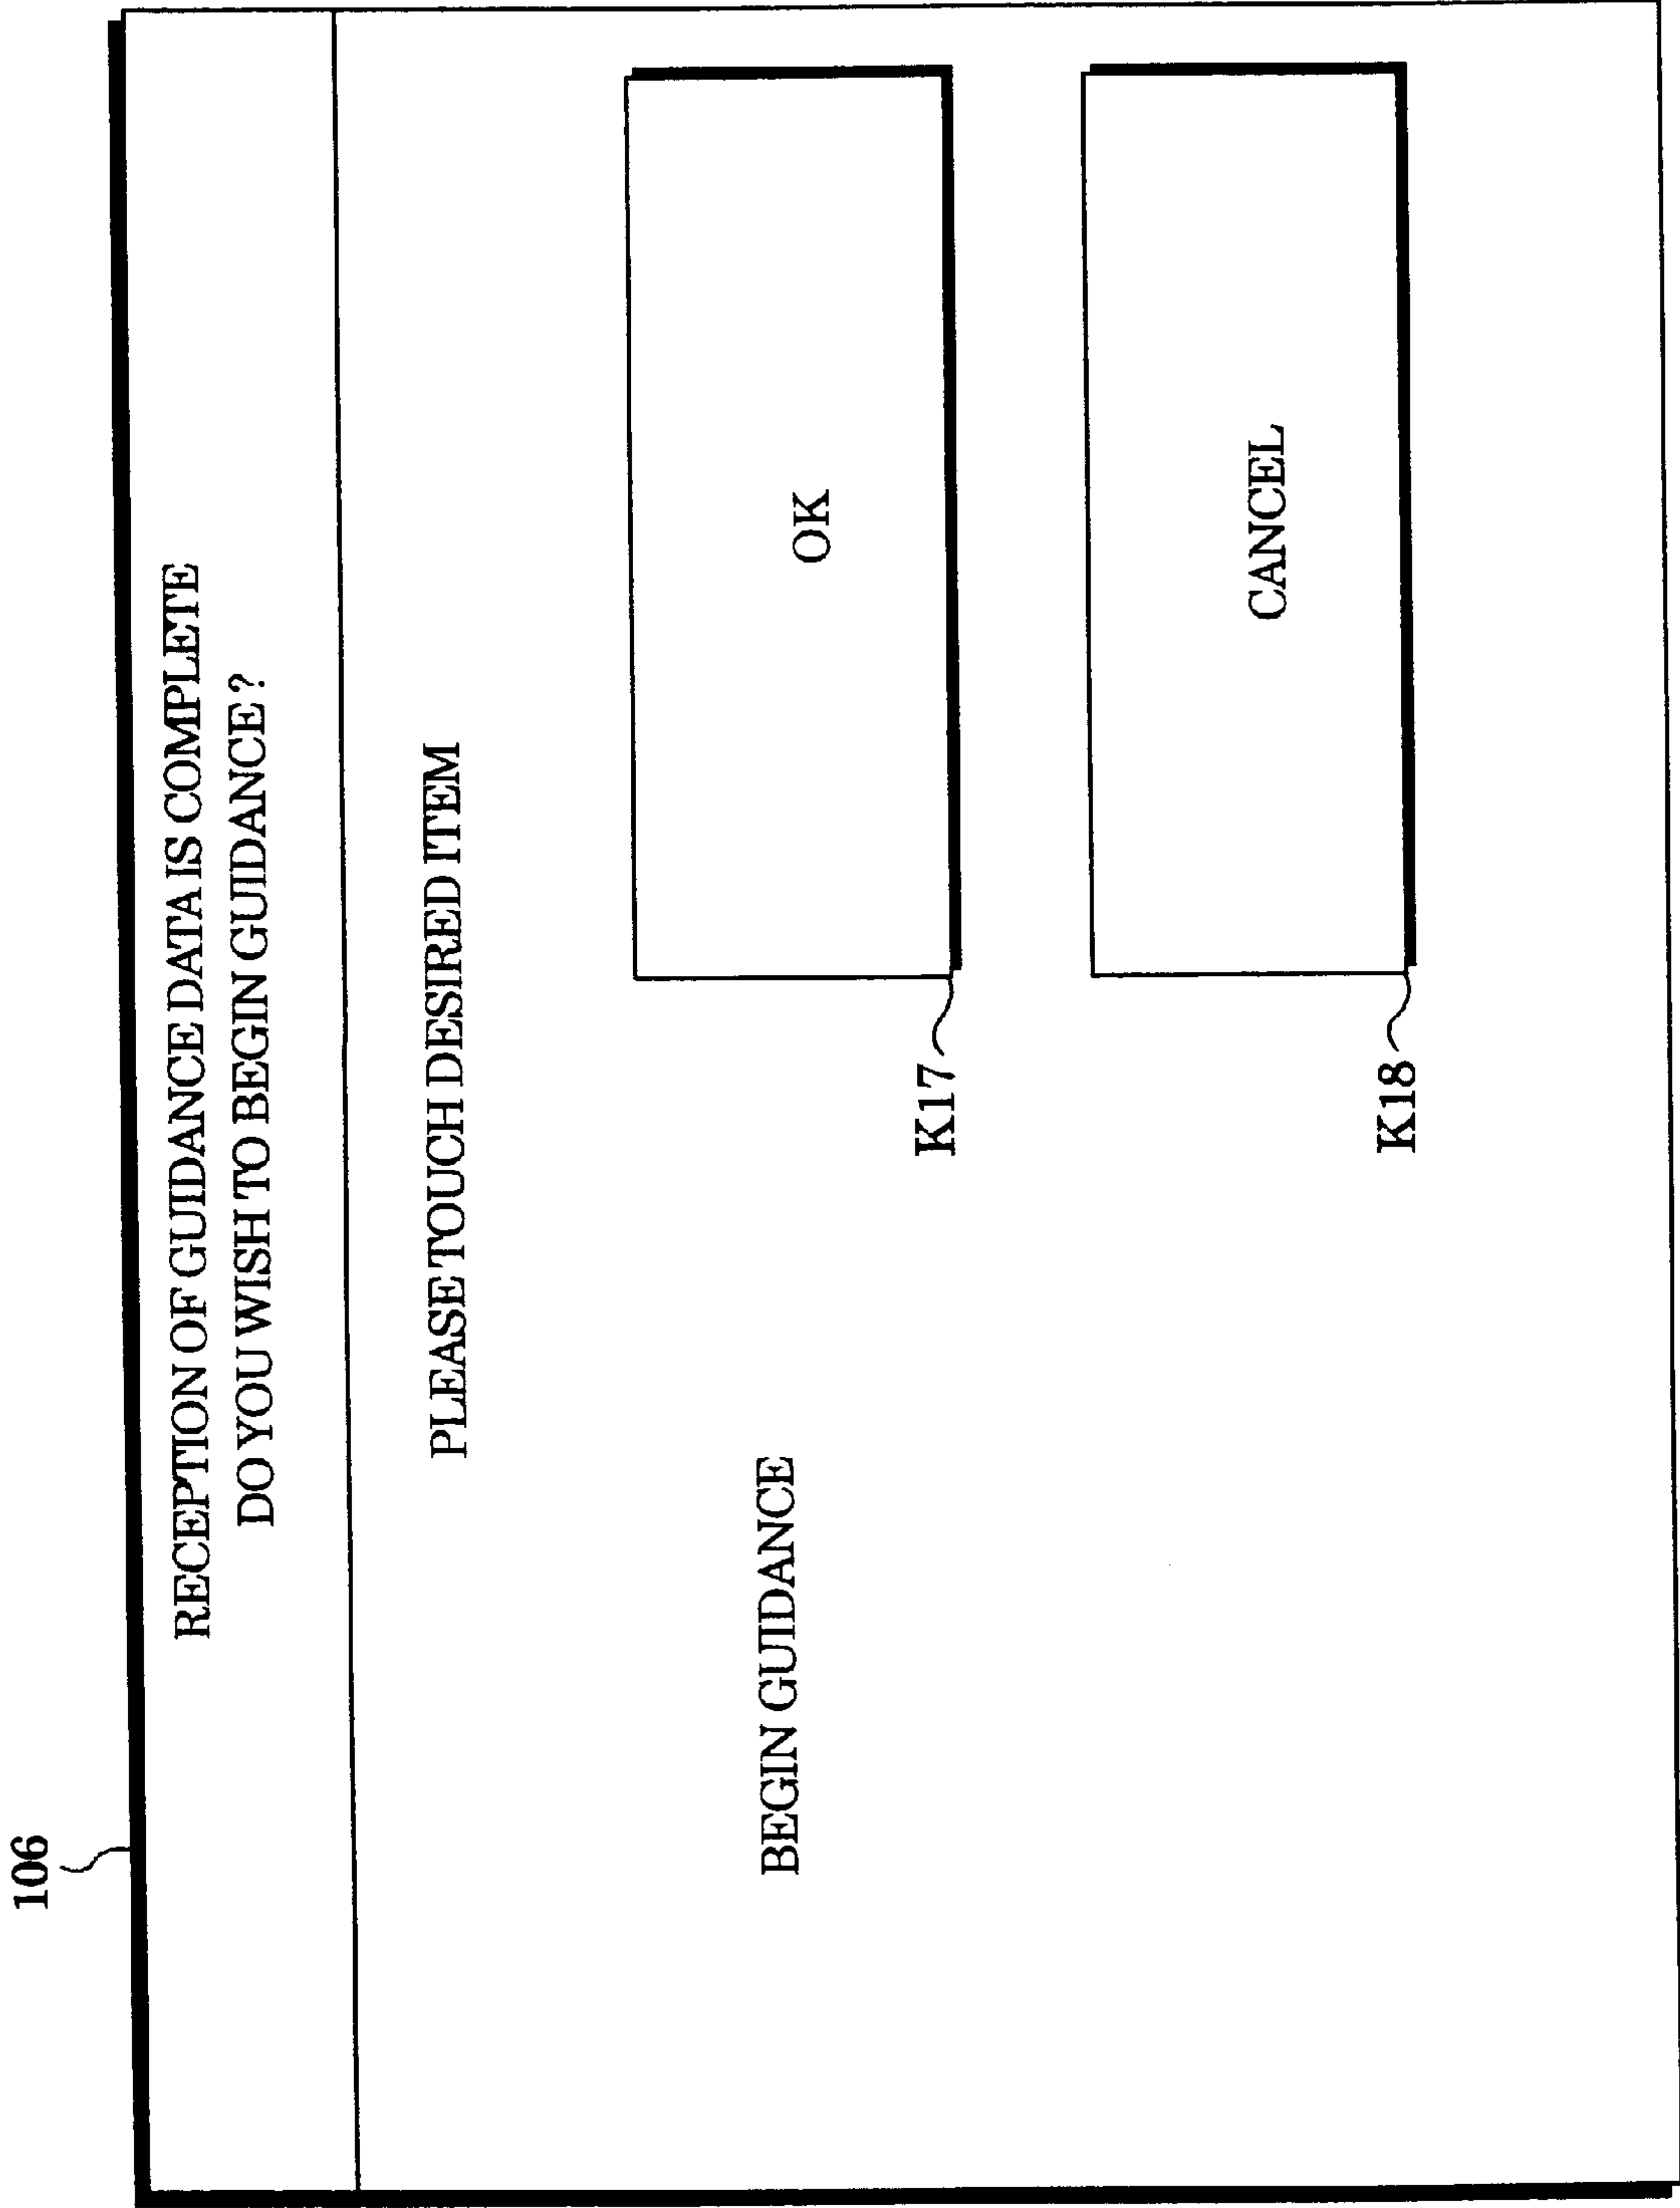 106
RECEPTION OF GUIDANCE DATA IS COMPLETE
DO YOU WISH TO BEGIN GUIDANCE?
PLEASE TOUCH DESIRED ITEM
BEGIN GUIDANCE
OK
K17
CANCEL
K18